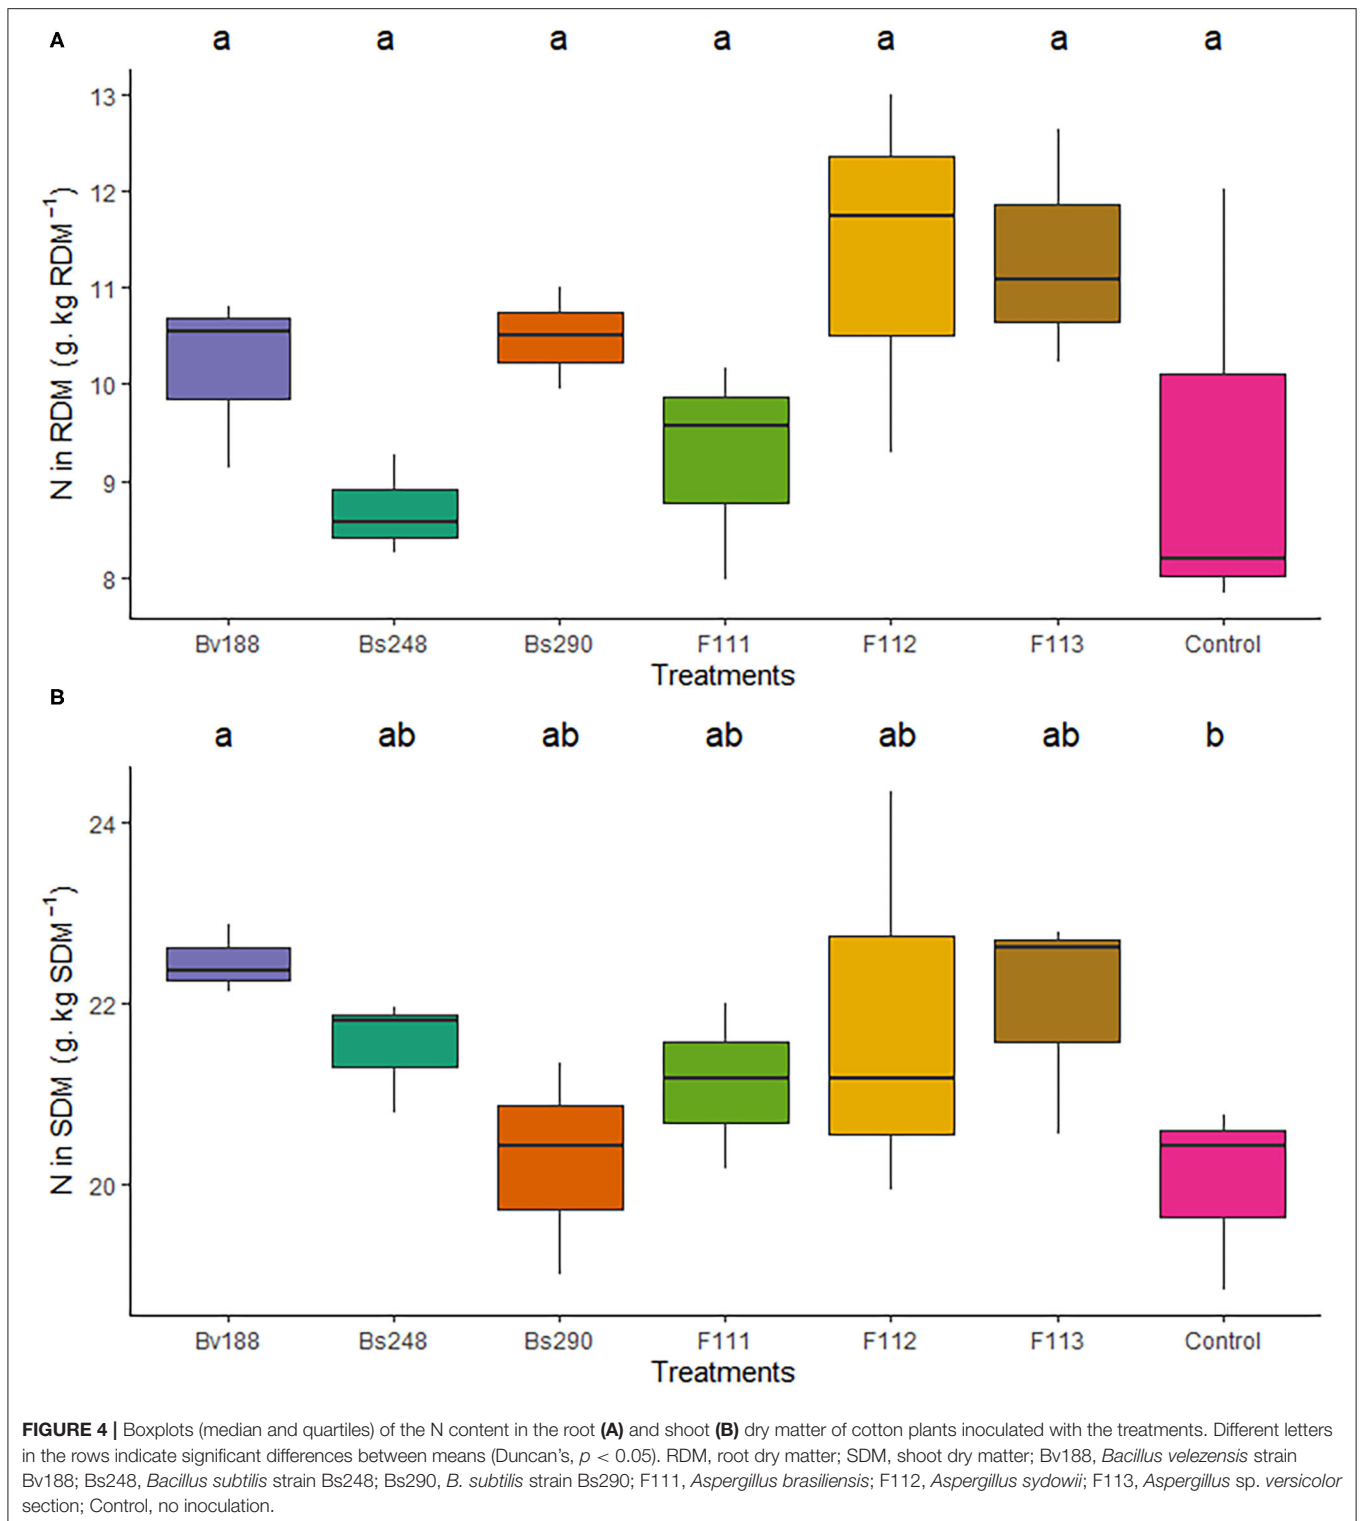 A
a a a a a a a
13
12
11
10
9
8
N in RDM (g. kg RDM⁻¹)
Bv188 Bs248 Bs290 F111 F112 F113 Control
Treatments
B
a ab ab ab ab ab b
24
22
20
N in SDM (g. kg SDM⁻¹)
Bv188 Bs248 Bs290 F111 F112 F113 Control
Treatments
FIGURE 4 | Boxplots (median and quartiles) of the N content in the root (A) and shoot (B) dry matter of cotton plants inoculated with the treatments. Different letters
in the rows indicate significant differences between means (Duncan's, p < 0.05). RDM, root dry matter; SDM, shoot dry matter; Bv188, Bacillus velezensis strain
Bv188; Bs248, Bacillus subtilis strain Bs248; Bs290, B. subtilis strain Bs290; F111, Aspergillus brasiliensis; F112, Aspergillus sydowii; F113, Aspergillus sp. versicolor
section; Control, no inoculation.